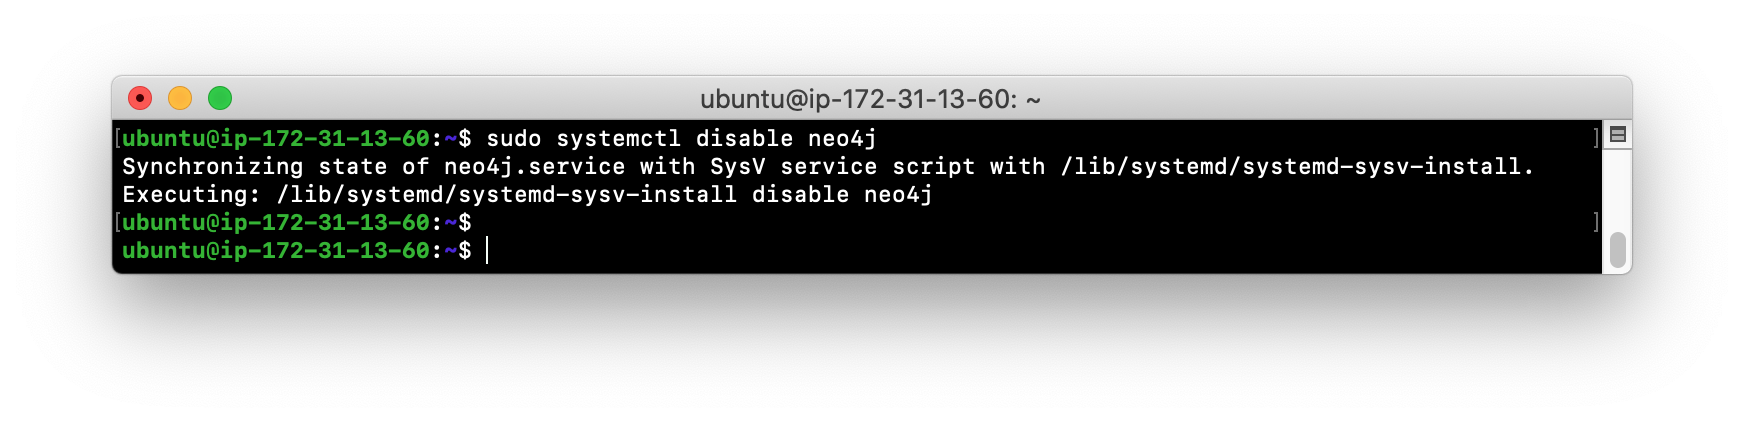 ubuntu@ip-172-31-13-60: ~
[ubuntu@ip-172-31-13-60:~$ sudo systemctl disable neo4j ]
Synchronizing state of neo4j.service with SysV service script with /lib/systemd/systemd-sysv-install.
Executing: /lib/systemd/systemd-sysv-install disable neo4j
[ubuntu@ip-172-31-13-60:~$ ]
ubuntu@ip-172-31-13-60:~$